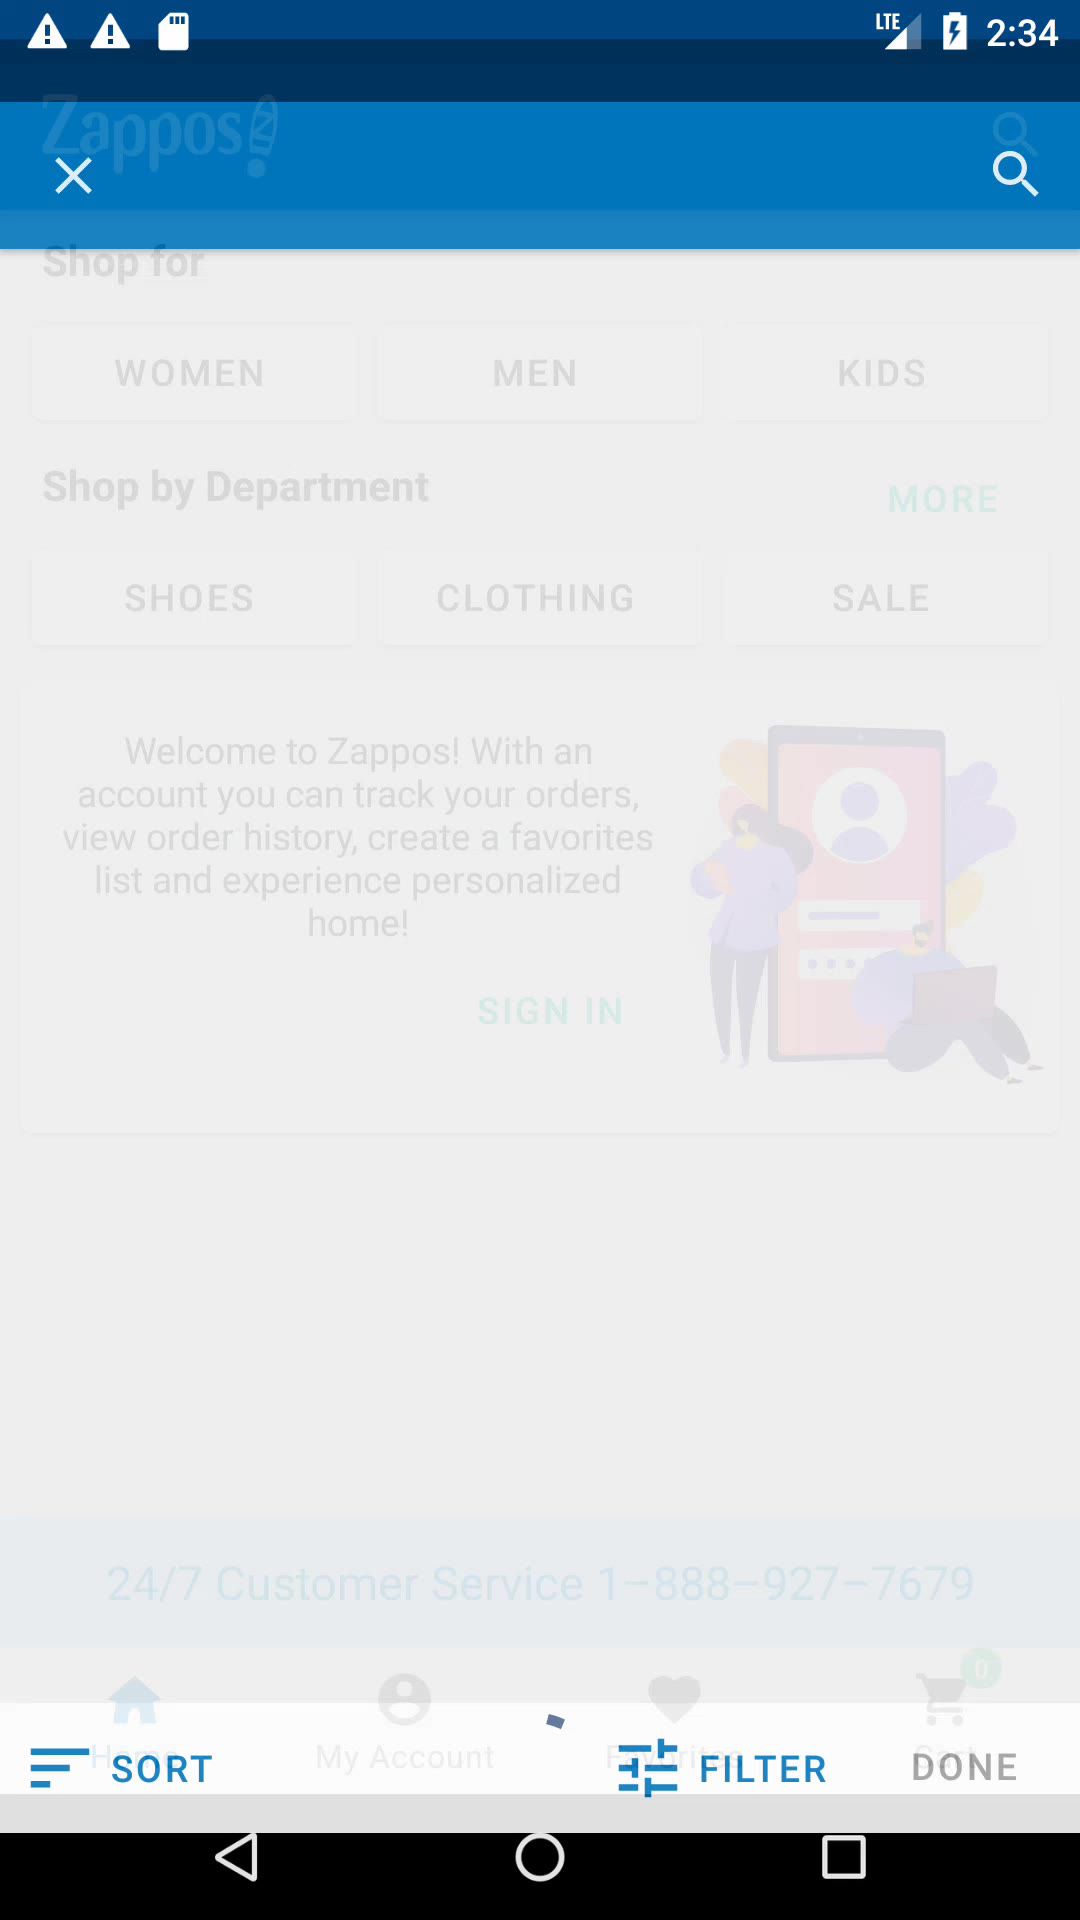 LTE 2:34
Zappos
Shop for
WOMEN MEN KIDS
Shop by Department
MORE
SHOES CLOTHING SALE
Welcome to Zappos! With an
account you can track your orders,
view order history, create a favorites
list and experience personalized
home!
SIGN IN
24/7 Customer Service 1-888-927-7679
0
Home My Account Favorites Cart
SORT FILTER DONE